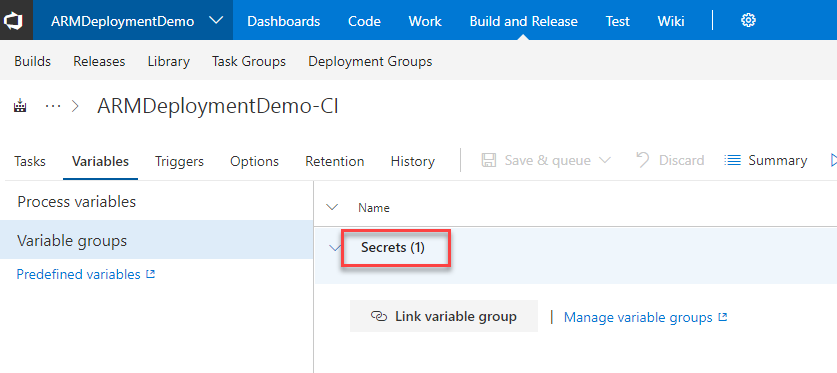 ARMDeploymentDemo Dashboards Code Work Build and Release Test Wiki
Builds Releases Library Task Groups Deployment Groups
... > ARMDeploymentDemo-CI
Tasks Variables Triggers Options Retention History Save & queue Discard Summary
Process variables
Name
Variable groups
Secrets (1)
Predefined variables
Link variable group | Manage variable groups